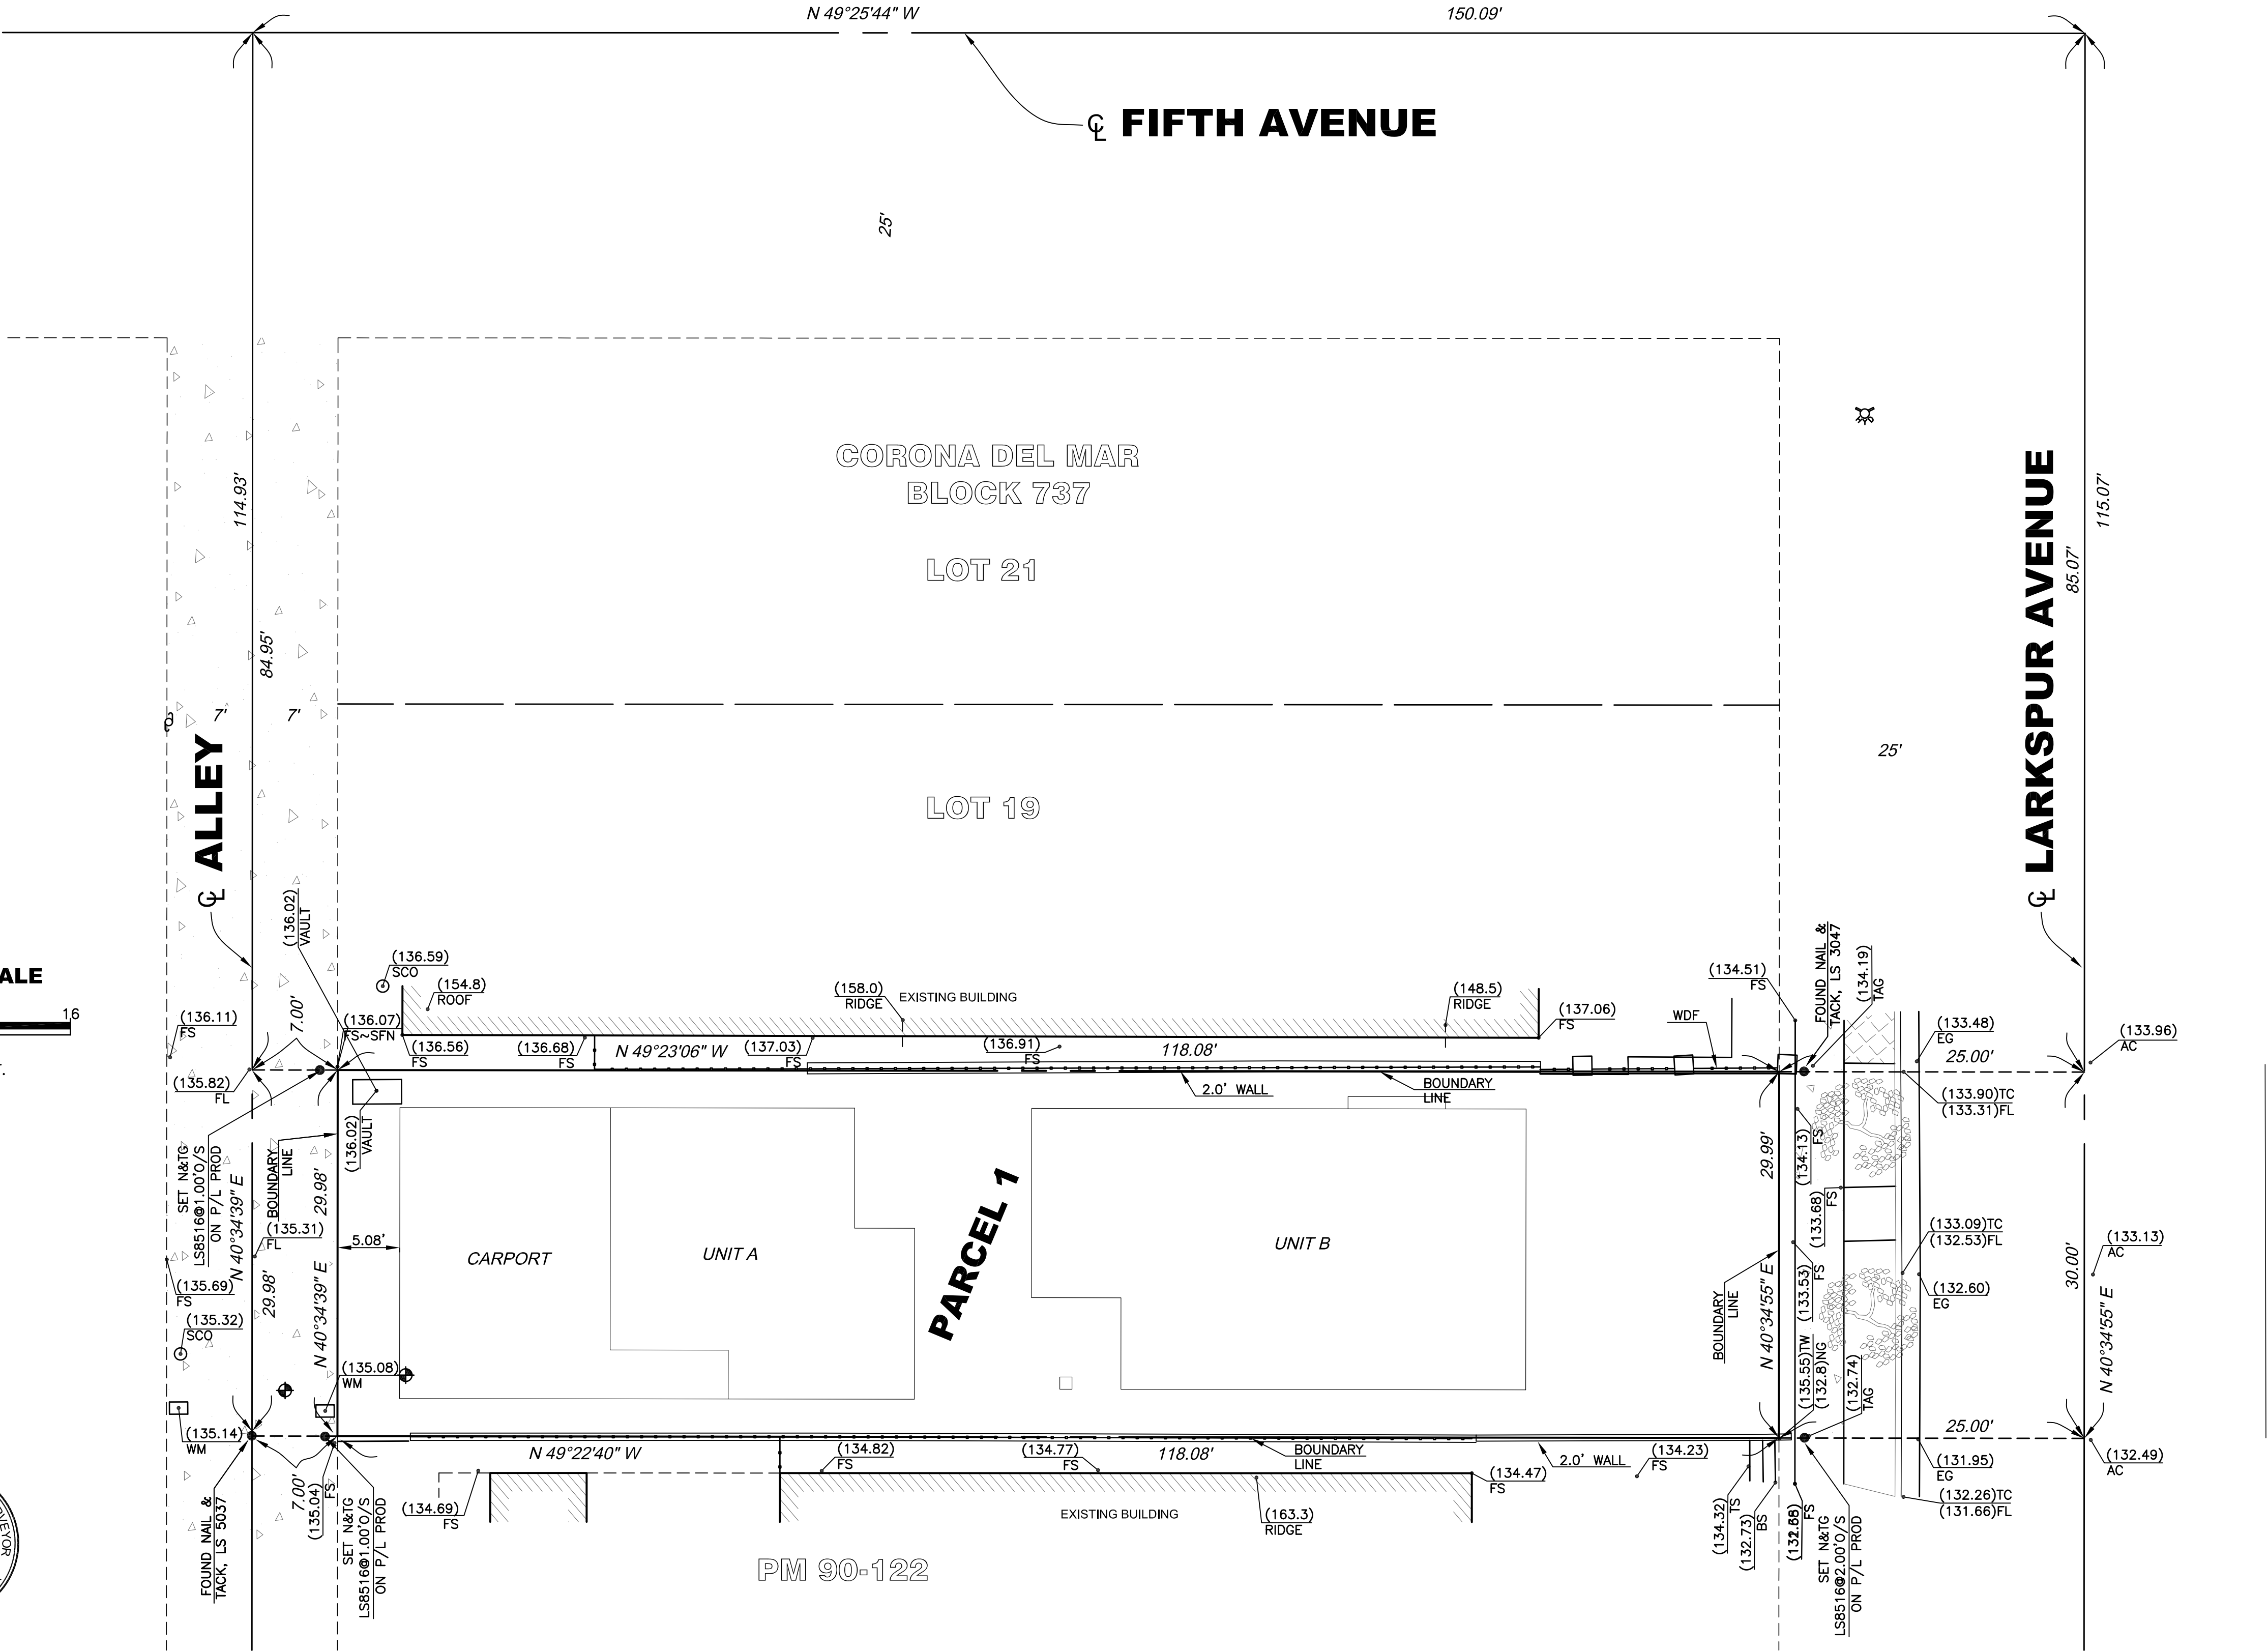 N 49°25'44" W
150.09'
℄ FIFTH AVENUE
25'
CORONA DEL MAR
BLOCK 737
LOT 21
114.93'
84.95'
℄ LARKSPUR AVENUE
115.07'
85.07'
7'
7'
25'
℄ ALLEY
LOT 19
ALE
16
T.
(136.02)
VAULT
(136.59)
SCO
(154.8)
ROOF
(158.0)
RIDGE
EXISTING BUILDING
(148.5)
RIDGE
(137.06)
FS
(134.51)
FS
WDF
FOUND NAIL &
TACK, LS 3047
(134.19)
TAG
(136.11)
FS
7.00'
(136.07)
FS~SFN
(136.56)
FS
(136.68)
FS
N 49°23'06" W
(137.03)
FS
(136.91)
FS
118.08'
(133.48)
EG
25.00'
(133.96)
AC
(135.82)
FL
2.0' WALL
BOUNDARY
LINE
(133.90)TC
(133.31)FL
(136.02)
VAULT
SET N&TG
LS8516@1.00'O/S
ON P/L PROD
BOUNDARY
LINE
29.98'
N 40°34'39" E
(135.31)
FL
5.08'
CARPORT
UNIT A
PARCEL 1
UNIT B
29.99'
(134.13)
FS
(133.68)
FS
(133.09)TC
(132.53)FL
(133.13)
AC
(135.69)
FS
29.98'
N 40°34'39" E
(133.53)
FS
(132.60)
EG
30.00'
(135.32)
SCO
BOUNDARY
LINE
N 40°34'55" E
N 40°34'55" E
(135.08)
WM
(135.55)TW
(132.8)NG
(132.74)
TAG
(135.14)
WM
N 49°22'40" W
(134.82)
FS
(134.77)
FS
118.08'
BOUNDARY
LINE
2.0' WALL
(134.23)
FS
25.00'
(132.49)
AC
(131.95)
EG
(134.47)
FS
7.00'
(135.04)
FS
(134.69)
FS
(132.26)TC
(131.66)FL
FOUND NAIL &
TACK, LS 5037
SET N&TG
LS8516@1.00'O/S
ON P/L PROD
EXISTING BUILDING
(163.3)
RIDGE
(134.32)
TS
(132.73)
BS
FS
SET N&TG
LS8516@2.00'O/S
ON P/L PROD
PM 90-122
VEYOR